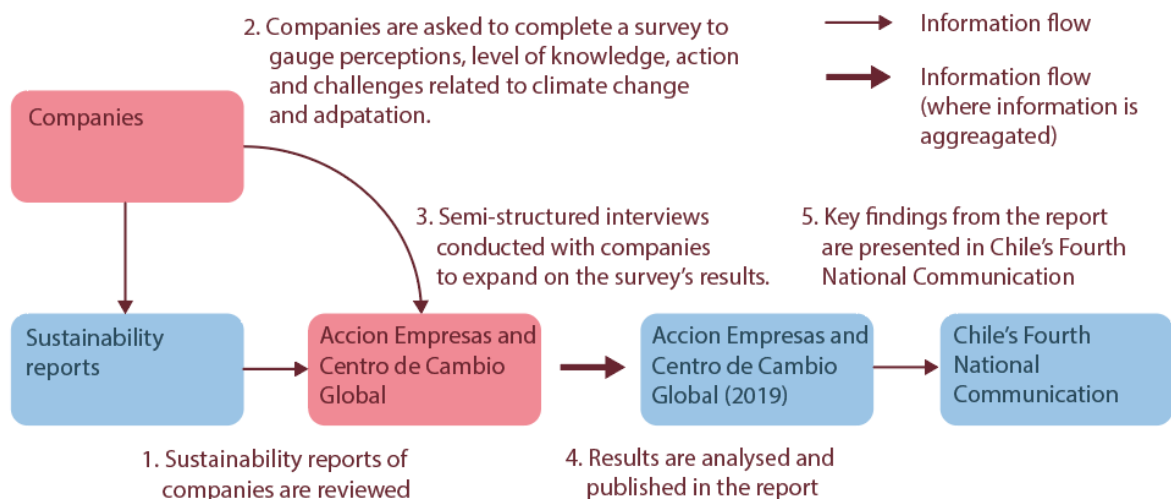 2. Companies are asked to complete a survey to
gauge perceptions, level of knowledge, action
and challenges related to climate change
and adpatation.
Information flow
Information flow
(where information is
aggreagated)
Companies
3. Semi-structured interviews
conducted with companies
to expand on the survey's results.
5. Key findings from the report
are presented in Chile's Fourth
National Communication
Sustainability
reports
Accion Empresas and
Centro de Cambio
Global
Accion Empresas and
Centro de Cambio
Global (2019)
Chile's Fourth
National
Communication
1. Sustainability reports of
companies are reviewed
4. Results are analysed and
published in the report